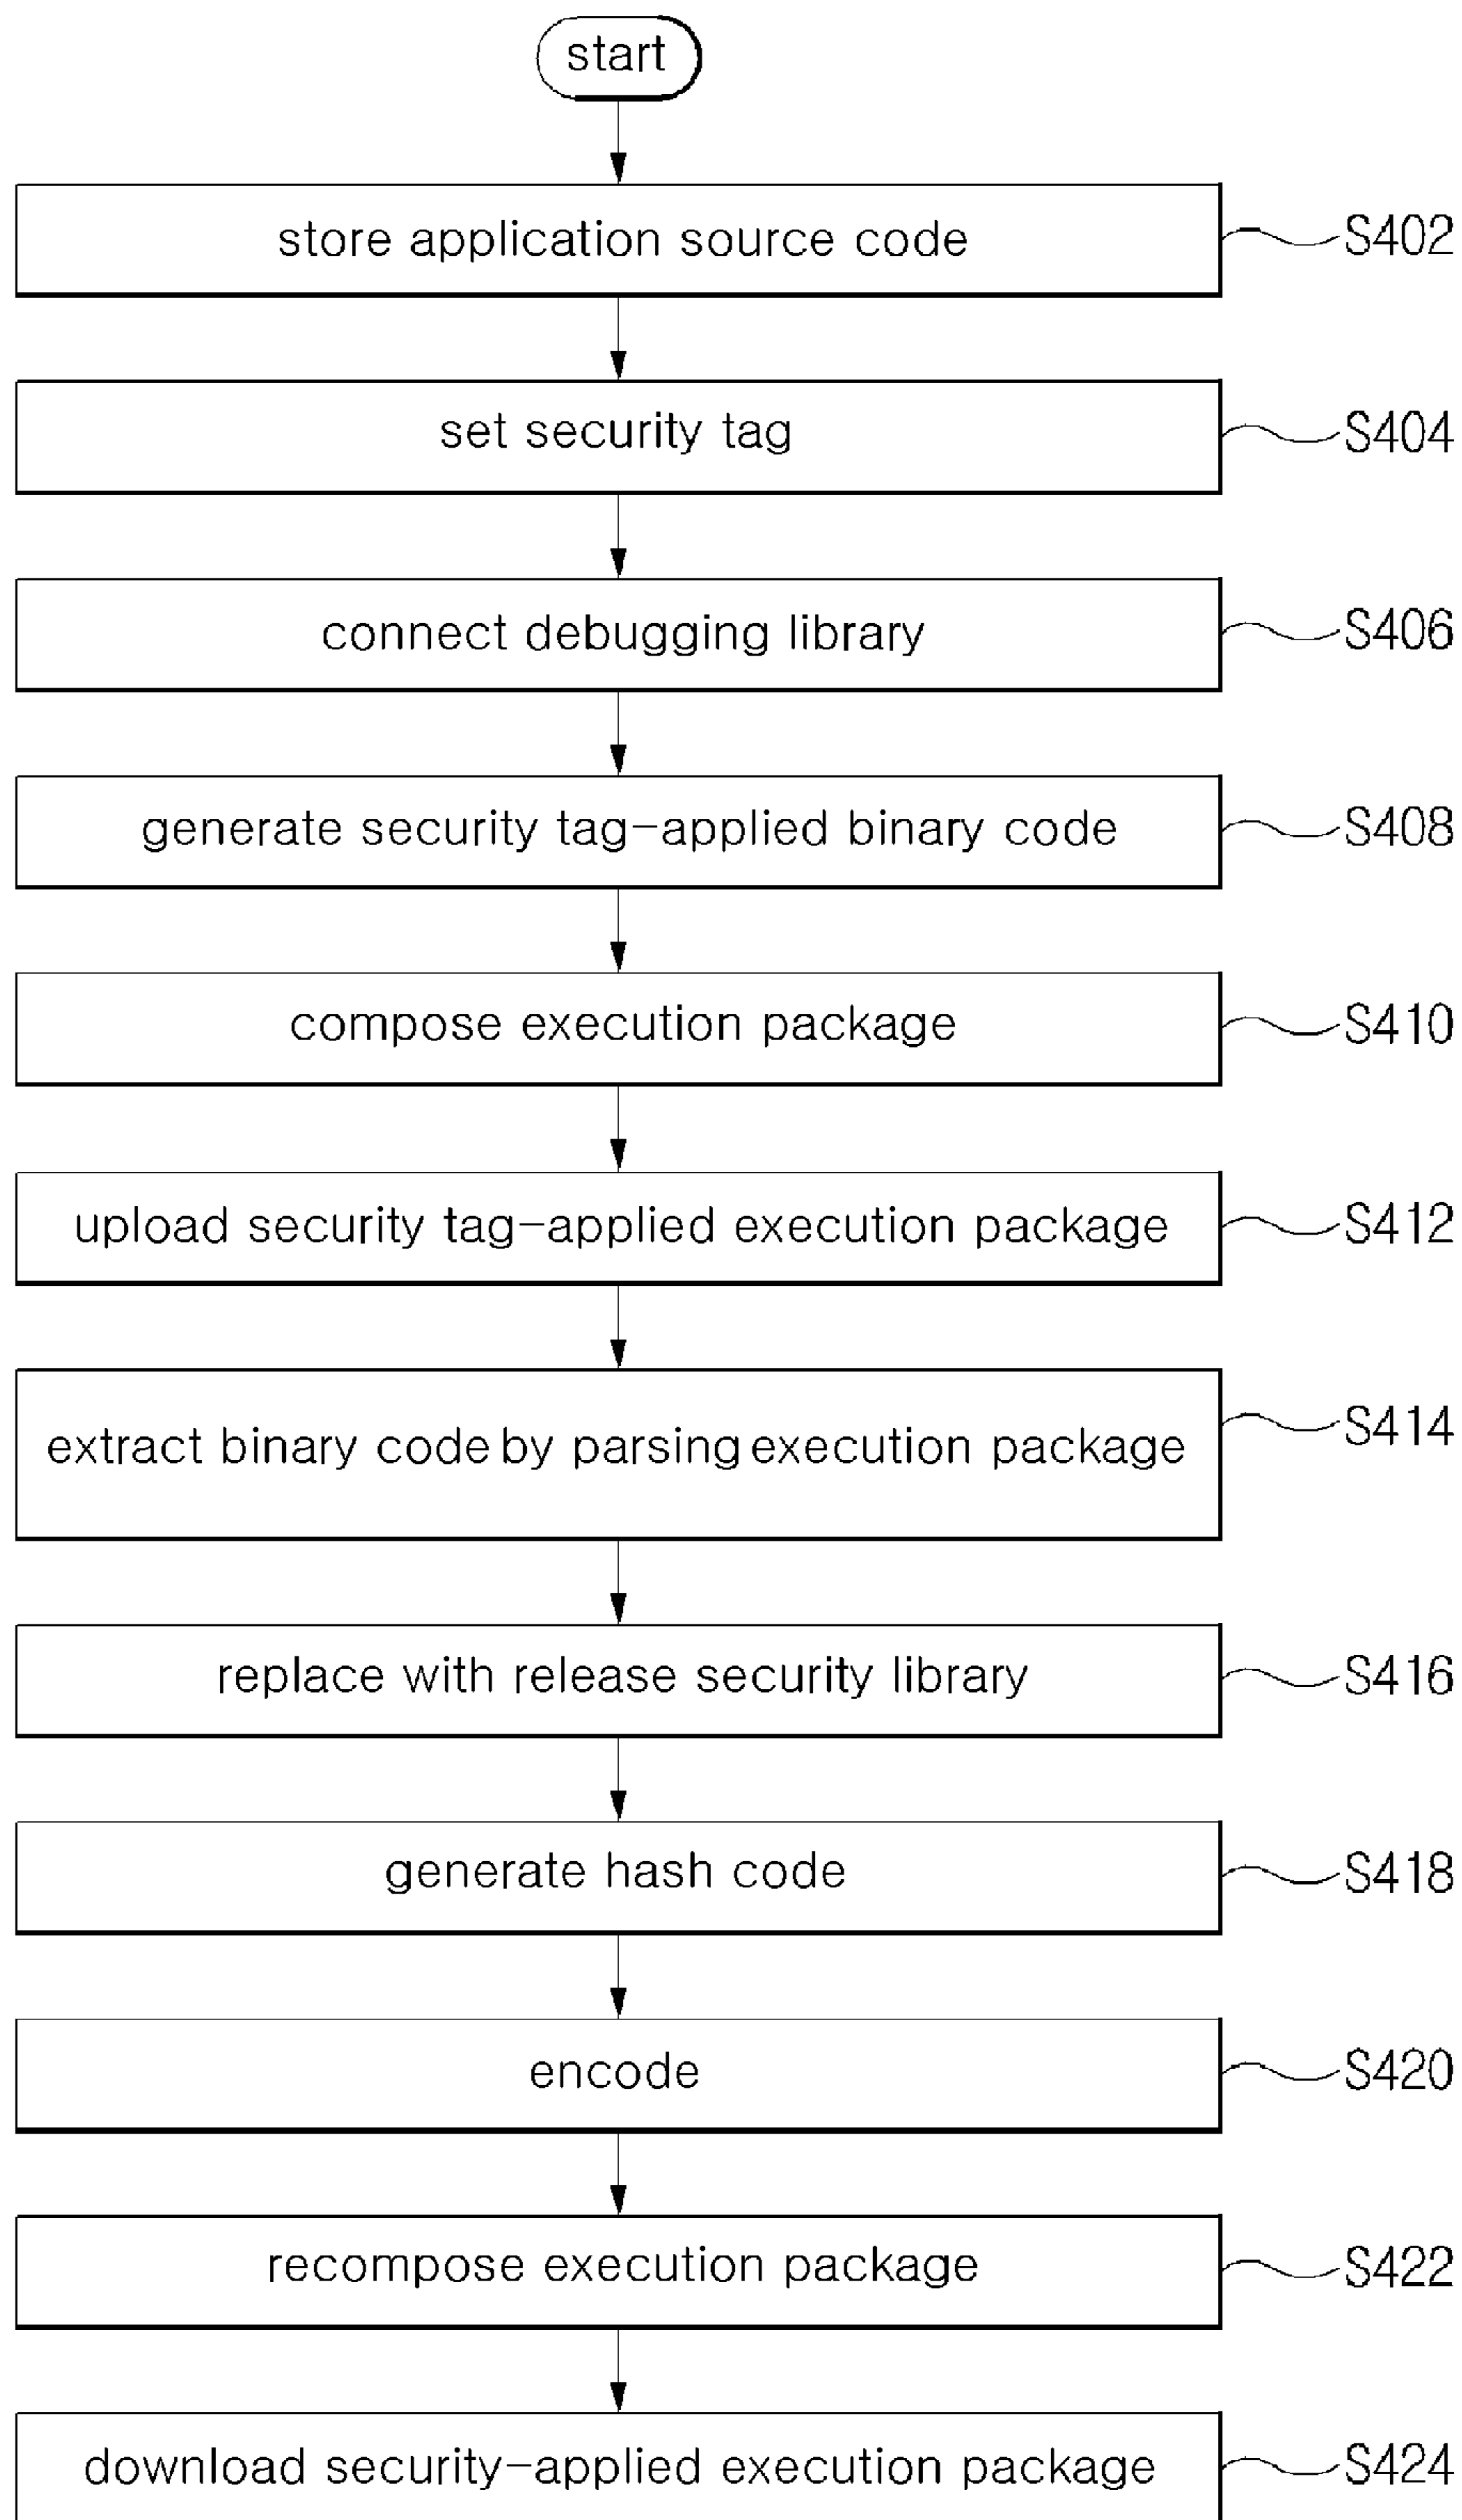 start
store application source code
S402
set security tag
S404
connect debugging library
S406
generate security tag-applied binary code
S408
compose execution package
S410
upload security tag-applied execution package
S412
extract binary code by parsing execution package
S414
replace with release security library
S416
generate hash code
S418
encode
S420
recompose execution package
S422
download security-applied execution package
S424